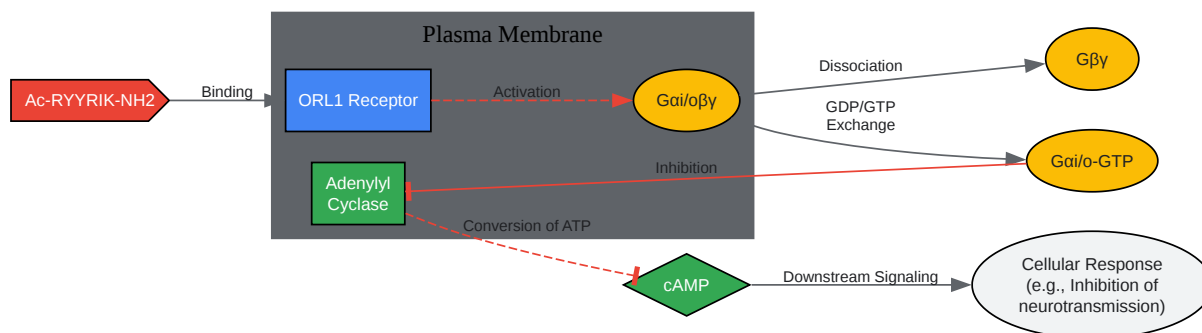 Plasma Membrane
Ac-RYYRIK-NH2
Binding
ORL1 Receptor
Activation
Gαi/oβγ
Dissociation
Gβγ
GDP/GTP
Exchange
Gαi/o-GTP
Inhibition
Adenylyl
Cyclase
Conversion of ATP
cAMP
Downstream Signaling
Cellular Response
(e.g., Inhibition of
neurotransmission)